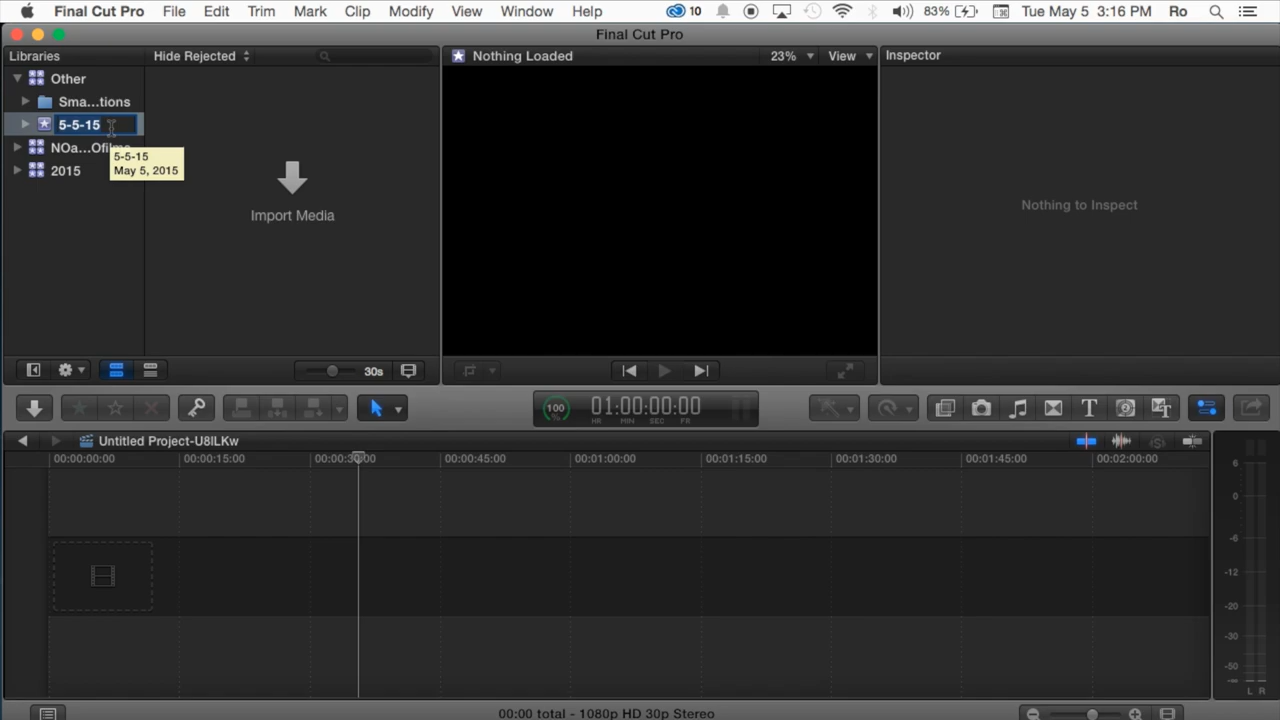 Final Cut Pro File Edit Trim Mark Clip Modify View Window Help 10 83% Tue May 5 3:16 PM Ro
Final Cut Pro
Libraries Hide Rejected Nothing Loaded 23% View Inspector
Other
Sma...tions
5-5-15
NOa...Ofilms
5-5-15
May 5, 2015
2015
Import Media
Nothing to Inspect
30s
100 % 01:00:00:00
HR MIN SEC FR
T T
Untitled Project-U8lLKw
00:00:00:00 00:00:15:00 00:00:30:00 00:00:45:00 00:01:00:00 00:01:15:00 00:01:30:00 00:01:45:00 00:02:00:00
6
0
-6
-12
-20
-30
-50
-∞
L R
00:00 total - 1080p HD 30p Stereo